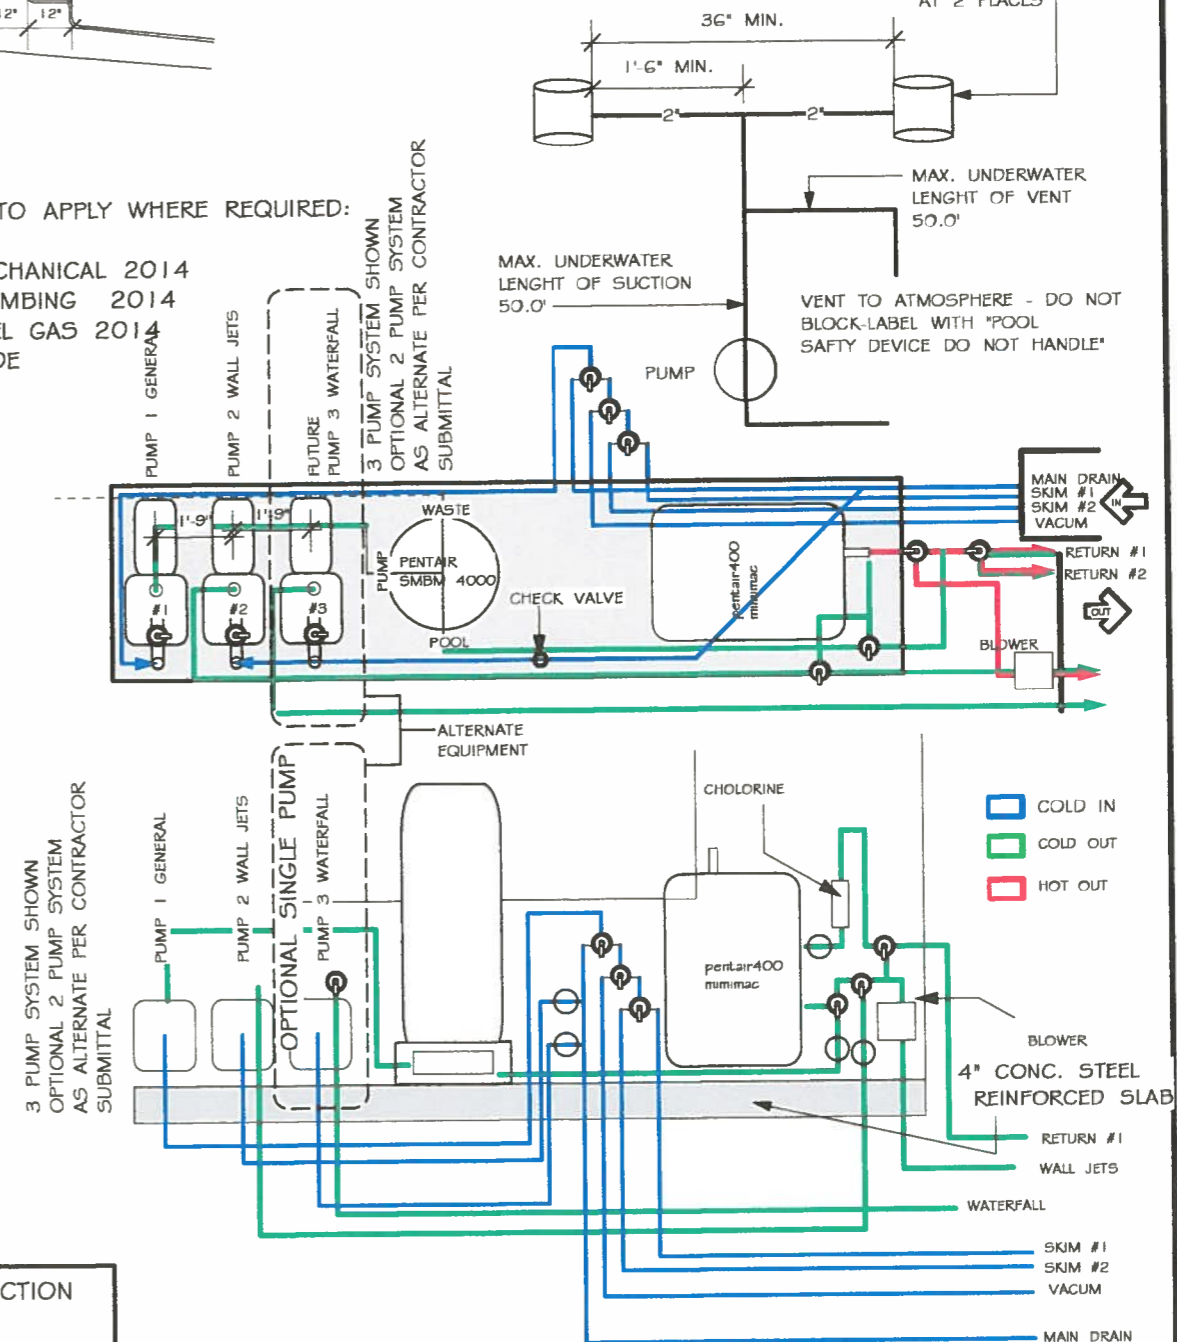 12"
12"
AT 2 PLACES
36" MIN.
1'-6" MIN.
2"
2"
MAX. UNDERWATER
LENGHT OF VENT
50.0'
TO APPLY WHERE REQUIRED:
CHANICAL 2014
MBING 2014
EL GAS 2014
DE
MAX. UNDERWATER
LENGHT OF SUCTION
50.0'
VENT TO ATMOSPHERE - DO NOT
BLOCK-LABEL WITH "POOL
SAFTY DEVICE DO NOT HANDLE"
PUMP
PUMP 1 GENERAL
PUMP 2 WALL JETS
FUTURE
PUMP 3 WATERFALL
3 PUMP SYSTEM SHOWN
OPTIONAL 2 PUMP SYSTEM
AS ALTERNATE PER CONTRACTOR
SUBMITTAL
MAIN DRAIN
SKIM #1
SKIM #2
VACUM
IN
RETURN #1
RETURN #2
OUT
1'-9"
1'-9"
WASTE
PUMP
PENTAIR
SMBM 4000
POOL
CHECK VALVE
pentair400
minimac
#1
#2
#3
BLOWER
ALTERNATE
EQUIPMENT
3 PUMP SYSTEM SHOWN
OPTIONAL 2 PUMP SYSTEM
AS ALTERNATE PER CONTRACTOR
SUBMITTAL
PUMP 1 GENERAL
PUMP 2 WALL JETS
OPTIONAL SINGLE PUMP
PUMP 3 WATERFALL
CHOLORINE
COLD IN
COLD OUT
HOT OUT
pentair400
minimac
BLOWER
4" CONC. STEEL
REINFORCED SLAB
RETURN #1
WALL JETS
WATERFALL
SKIM #1
SKIM #2
VACUM
MAIN DRAIN
CTION